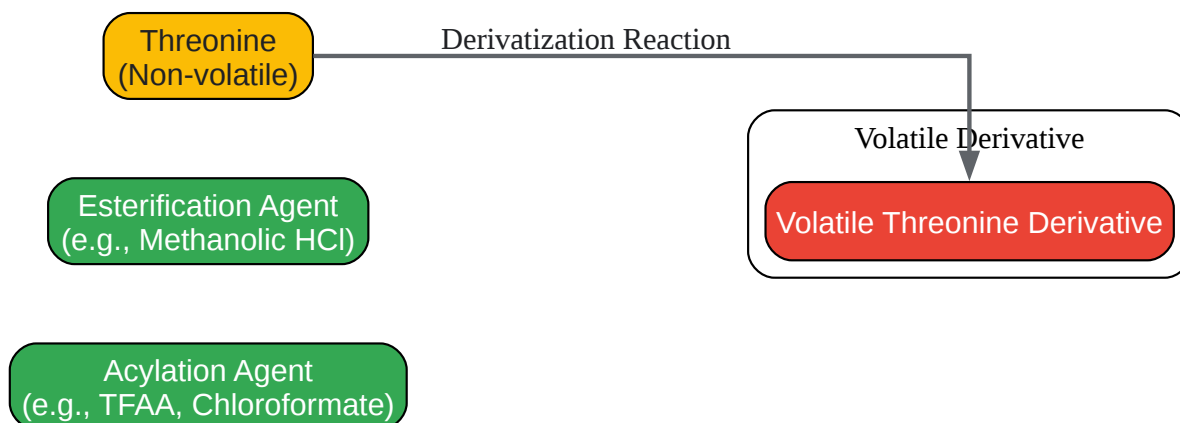 Threonine
(Non-volatile)
Derivatization Reaction
Volatile Derivative
Volatile Threonine Derivative
Esterification Agent
(e.g., Methanolic HCl)
Acylation Agent
(e.g., TFAA, Chloroformate)